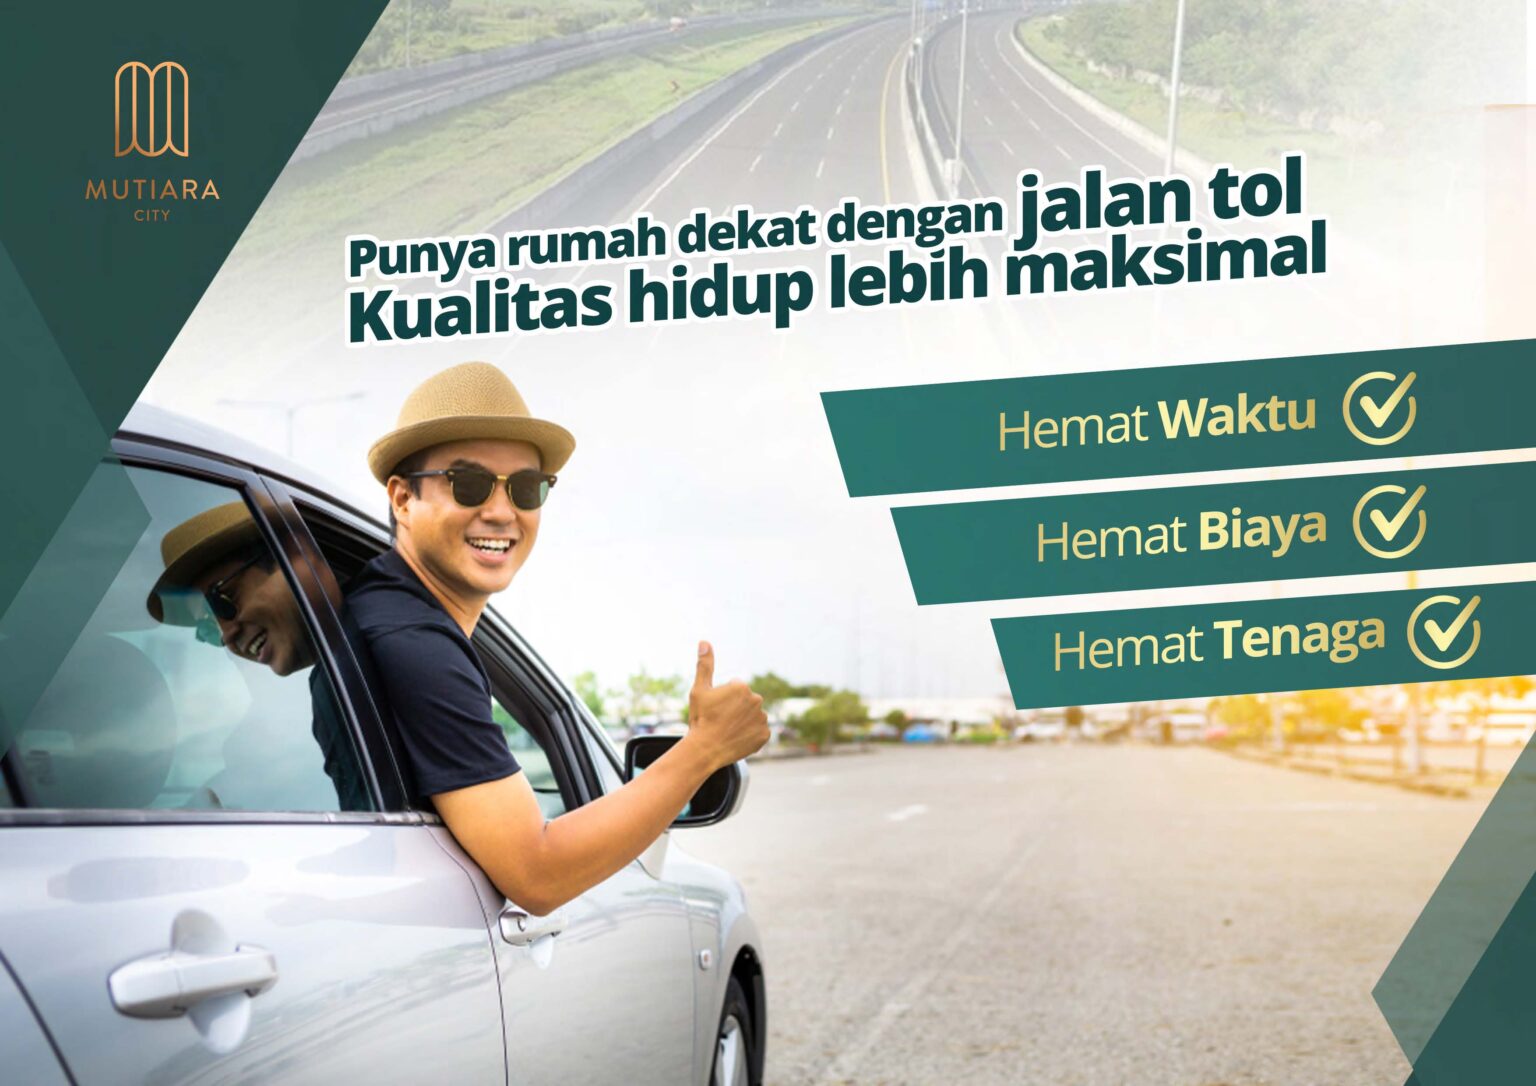 MUTIARA
CITY
Punya rumah dekat dengan jalan tol
Kualitas hidup lebih maksimal
Hemat Waktu
Hemat Biaya
Hemat Tenaga